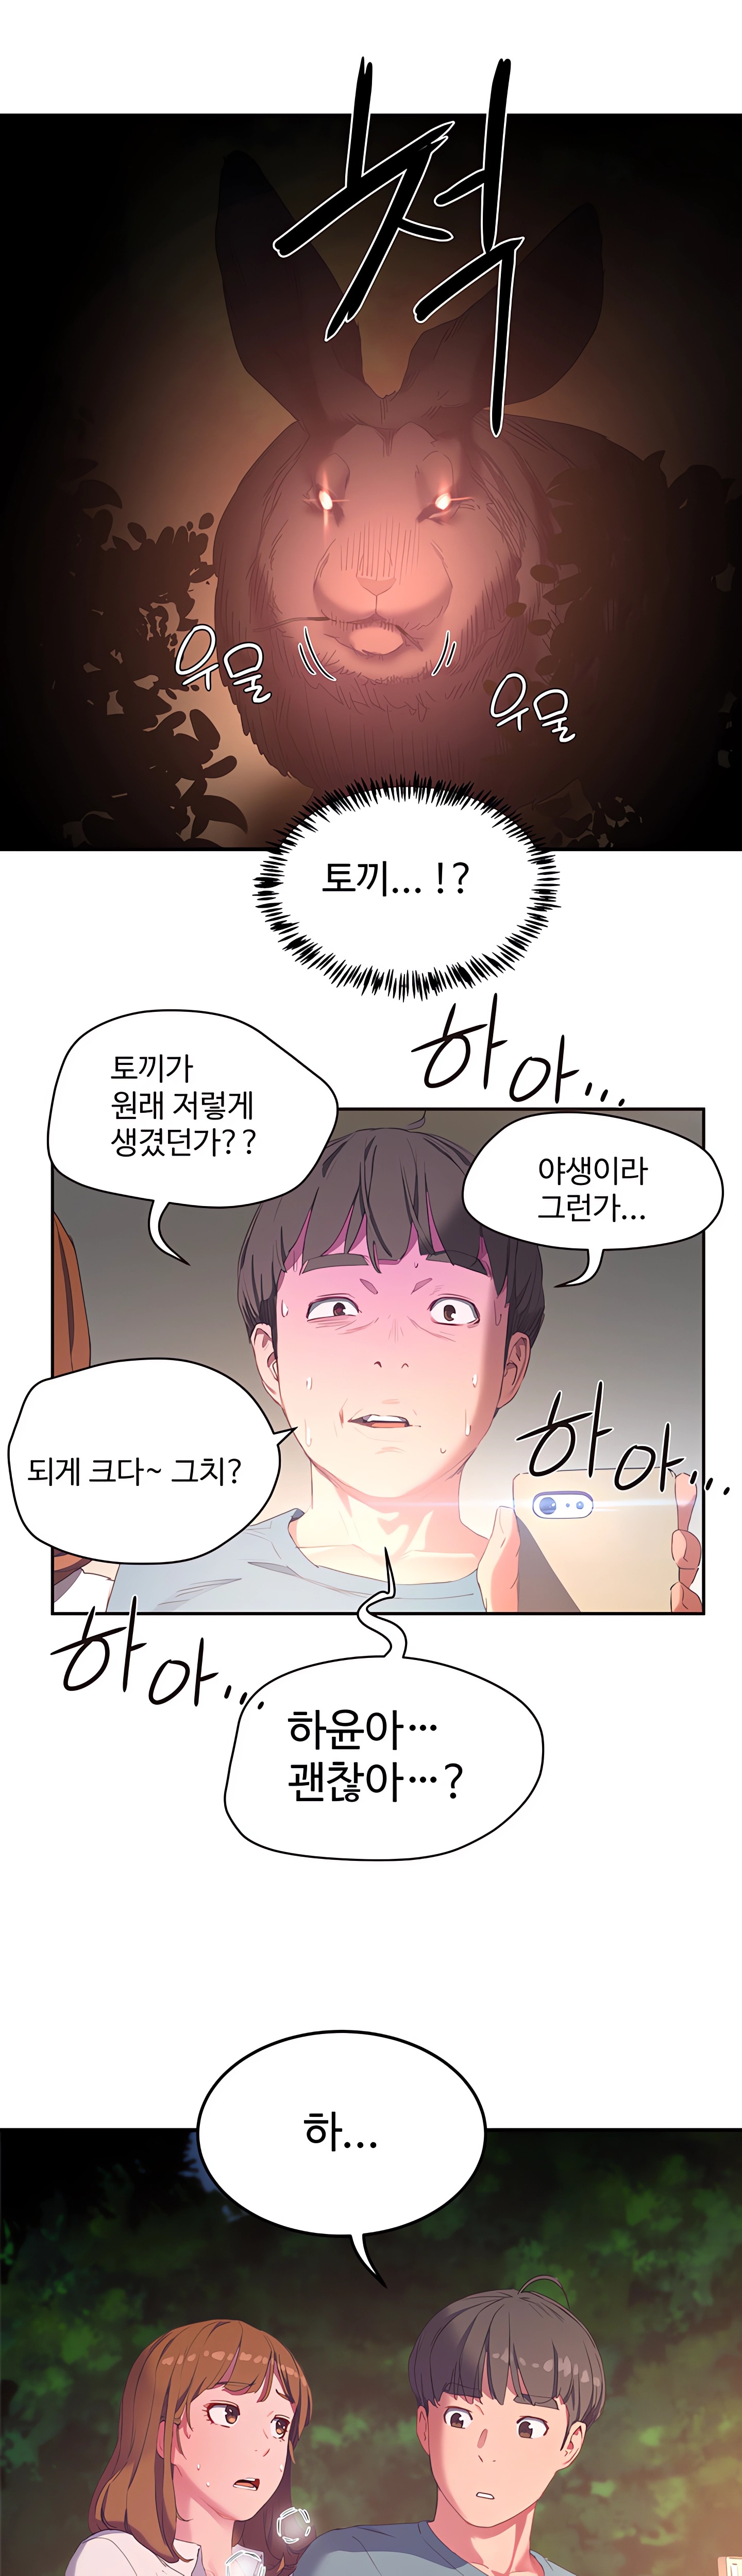 척
우물
우물
토끼... !?
하아...
토끼가
원래 저렇게
생겼던가??
야생이라
그런가...
되게 크다~ 그치?
하아...
하아...
하윤아…
괜찮아…?
하...